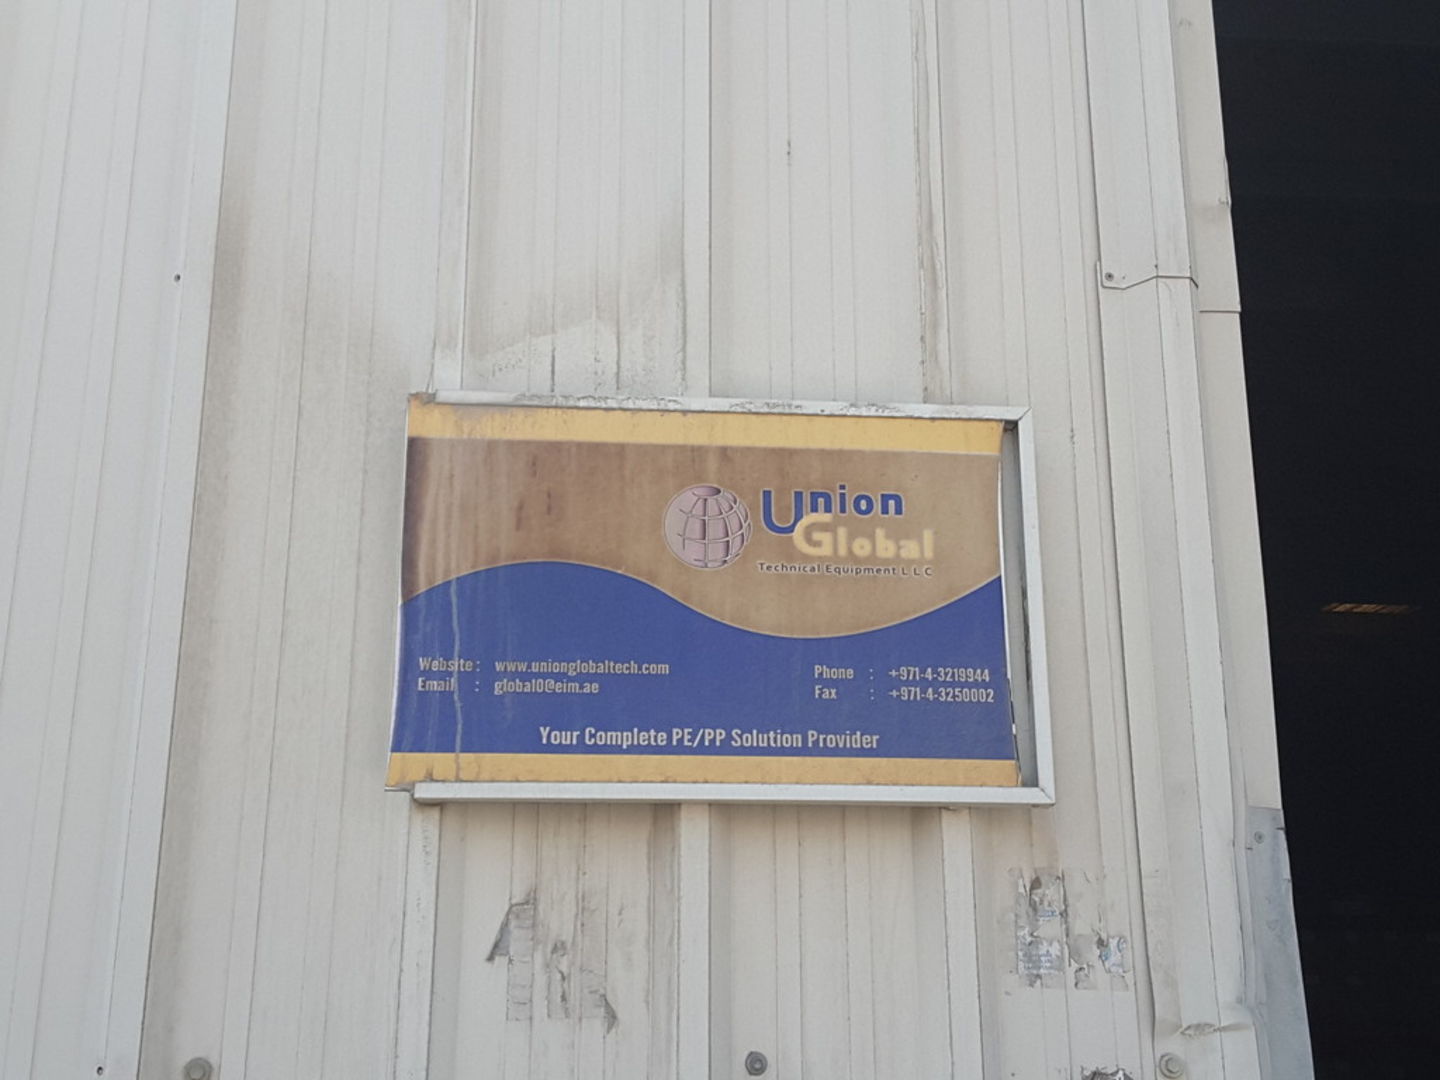 Union
Global
Technical Equipment L L C
Website : www.unionglobaltech.com
Email : global0@eim.ae
Phone : +971-4-3219944
Fax : +971-4-3250002
Your Complete PE/PP Solution Provider